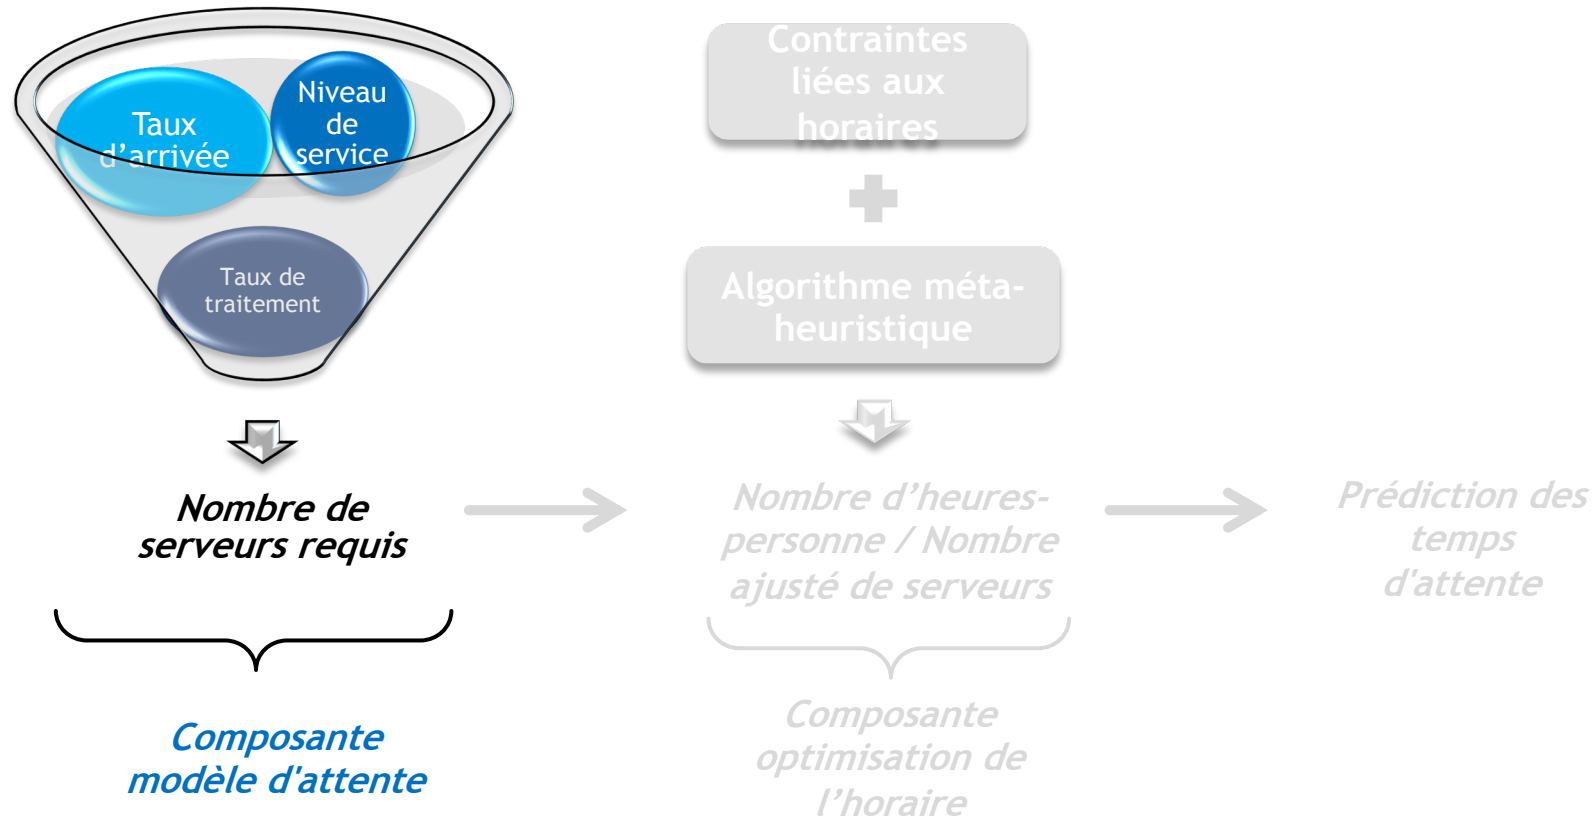 Taux
d’arrivée
Niveau
de
service
Taux de
traitement
Nombre de
serveurs requis
Composante
modèle d'attente
Contraintes
liées aux
horaires
Algorithme méta-
heuristique
Nombre d’heures-
personne / Nombre
ajusté de serveurs
Composante
optimisation de
l’horaire
Prédiction des
temps
d'attente